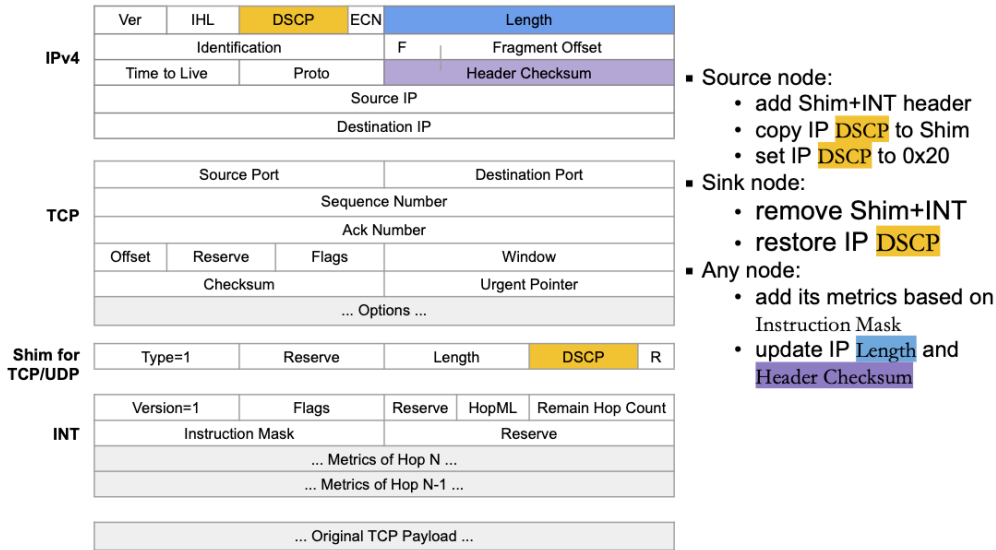 Ver IHL DSCP ECN Length
IPv4
Identification F Fragment Offset
Time to Live Proto Header Checksum
Source IP
Destination IP
TCP
Source Port Destination Port
Sequence Number
Ack Number
Offset Reserve Flags Window
Checksum Urgent Pointer
... Options ...
Shim for
TCP/UDP
Type=1 Reserve Length DSCP R
INT
Version=1 Flags Reserve HopML Remain Hop Count
Instruction Mask Reserve
... Metrics of Hop N ...
... Metrics of Hop N-1 ...
... Original TCP Payload ...
▪ Source node:
• add Shim+INT header
• copy IP DSCP to Shim
• set IP DSCP to 0x20
▪ Sink node:
• remove Shim+INT
• restore IP DSCP
▪ Any node:
• add its metrics based on
Instruction Mask
• update IP Length and
Header Checksum